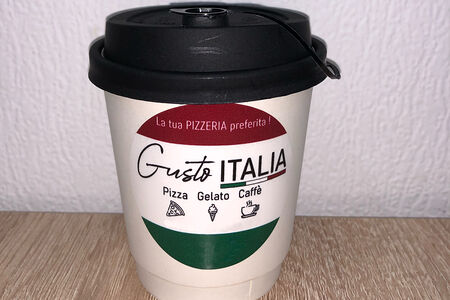 La tua PIZZERIA preferita !
Gusto ITALIA
Pizza Gelato Caffè